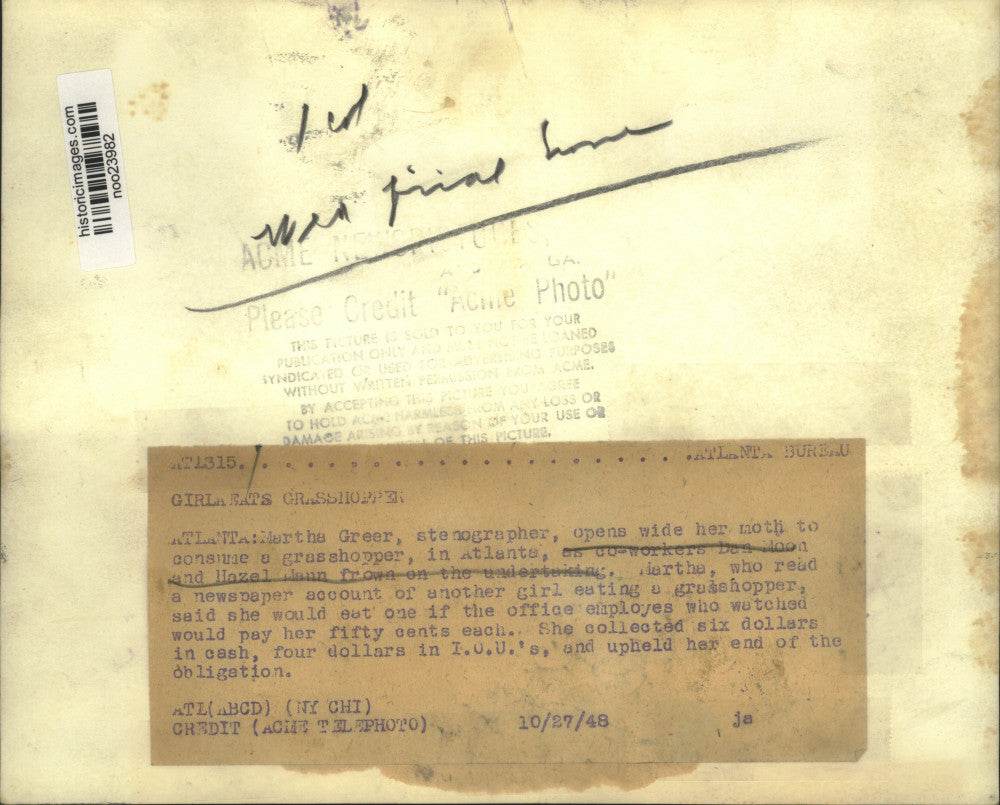 historicimages.com
noo23982
1 col
Wed final home
ACME NEWSPICTURES,
GA.
Please Credit "Acme Photo"
THIS PICTURE IS SOLD TO YOU FOR YOUR
PUBLICATION ONLY AND MUST NOT BE LOANED
SYNDICATED OR USED FOR ADVERTISING PURPOSES
WITHOUT WRITTEN PERMISSION FROM ACME.
BY ACCEPTING THIS PICTURE YOU AGREE
TO HOLD ACME HARMLESS FROM ANY LOSS OR
DAMAGE ARISING BY REASON OF YOUR USE OR
OF THIS PICTURE.
AT1315./. . . . . . . . . . . . . . . . . .ATLANTA BUREAU
GIRLA EATS GRASSHOPPER
ATLANTA:Martha Greer, stenographer, opens wide her moth to
consume a grasshopper, in Atlanta, as co-workers Dan Moon
and Hazel Mann frown on the undertaking. Martha, who read
a newspaper account of another girl eating a grasshopper,
said she would eat one if the office employes who watched
would pay her fifty cents each. She collected six dollars
in cash, four dollars in I.O.U.'s, and upheld her end of the
obligation.
ATL(ABCD) (NY CHI)
CREDIT (ACME TELEPHOTO) 10/27/48 ja